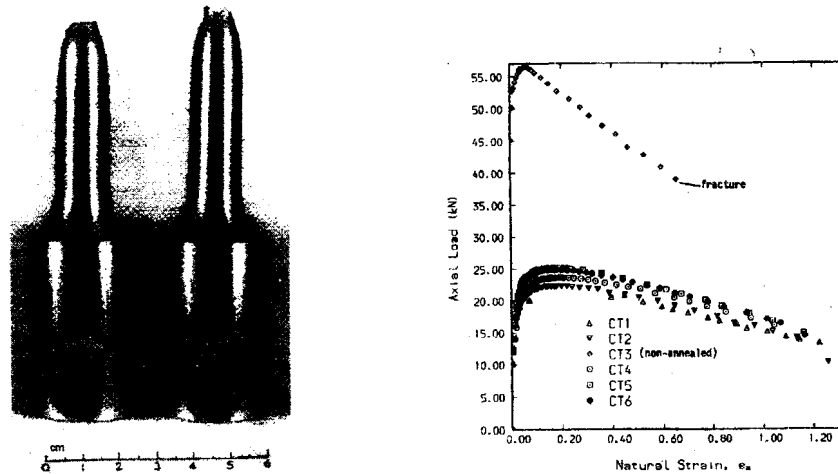 cm
0 1 2 3 4 5 6
Axial Load (kN)
55.00
50.00
45.00
40.00
35.00
30.00
25.00
20.00
15.00
10.00
5.00
0.00
fracture
CT1
CT2
CT3 (non-annealed)
CT4
CT5
CT6
0.00 0.20 0.40 0.60 0.80 1.00 1.20
Natural Strain,